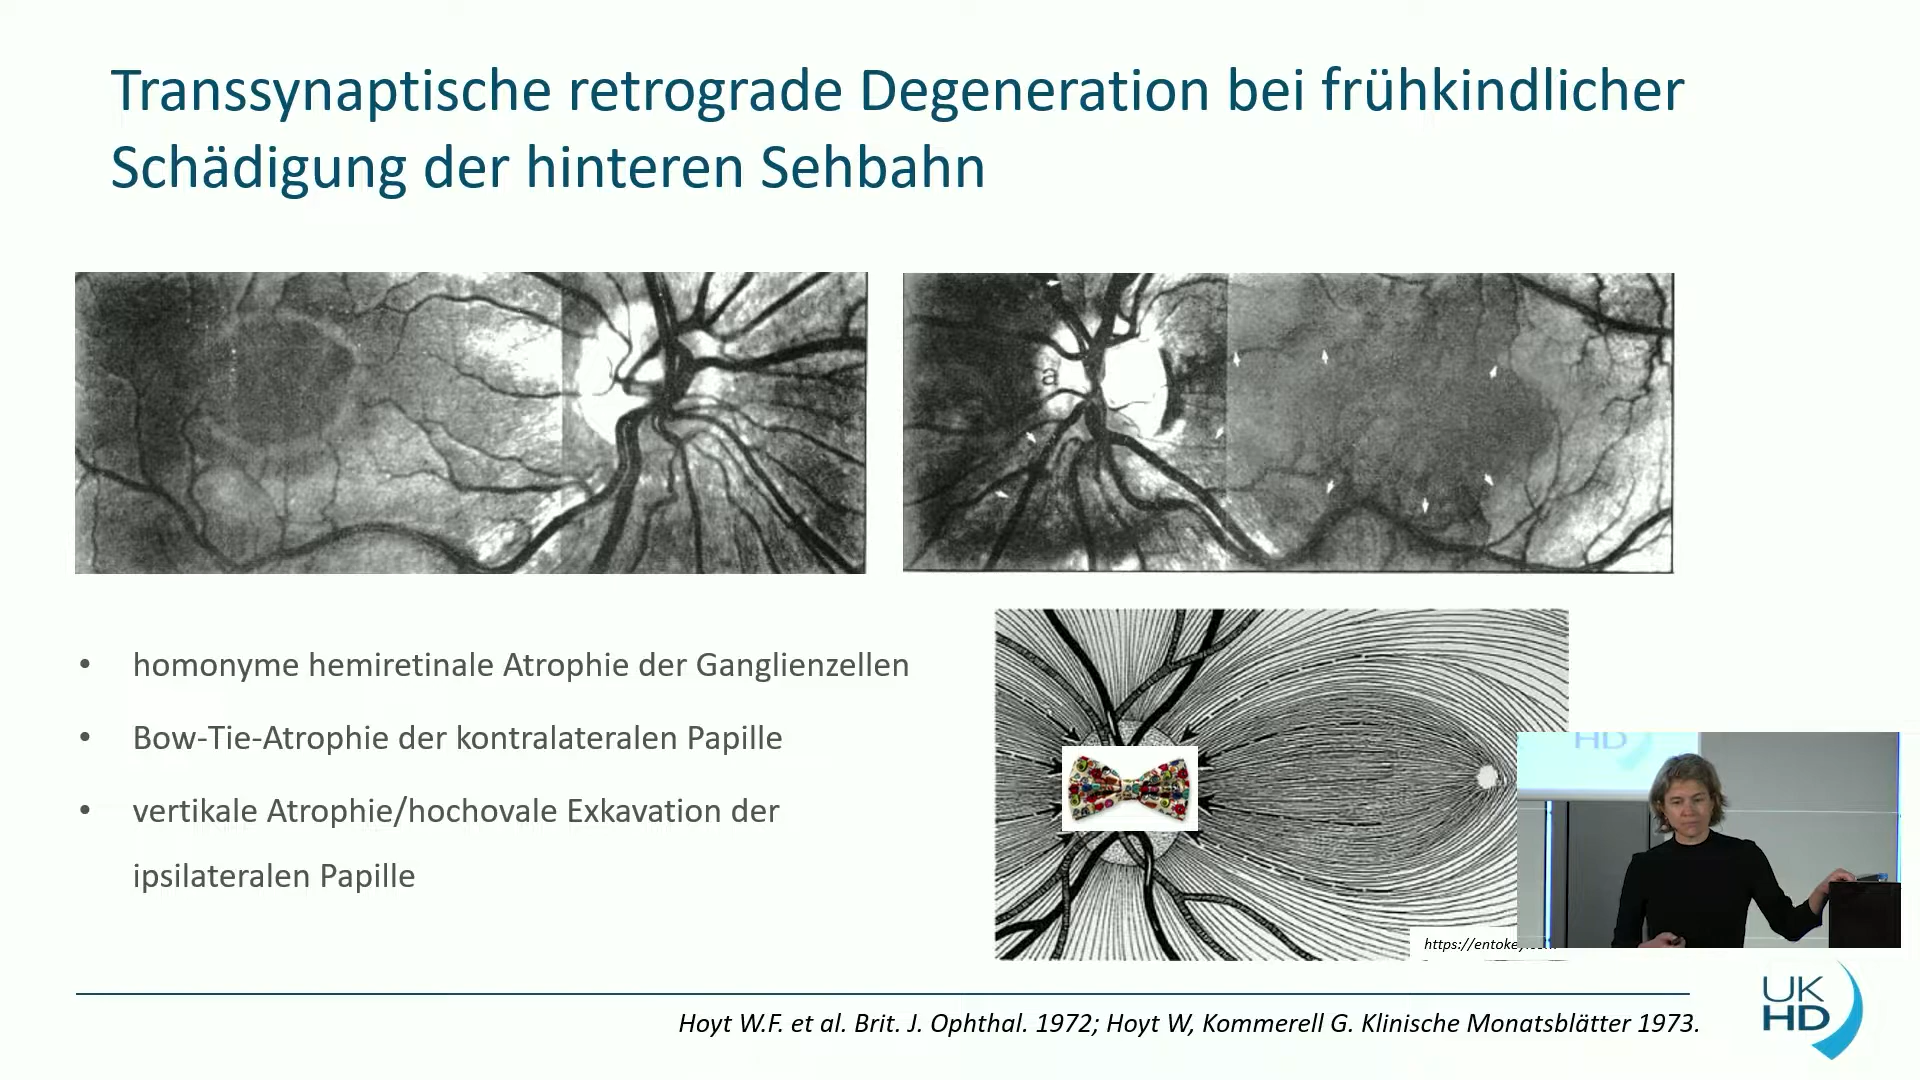 Transsynaptische retrograde Degeneration bei frühkindlicher
Schädigung der hinteren Sehbahn
a
• homonyme hemiretinale Atrophie der Ganglienzellen
• Bow-Tie-Atrophie der kontralateralen Papille
• vertikale Atrophie/hochovale Exkavation der
ipsilateralen Papille
HD
Hoyt W.F. et al. Brit. J. Ophthal. 1972; Hoyt W, Kommerell G. Klinische Monatsblätter 1973.
UK
HD